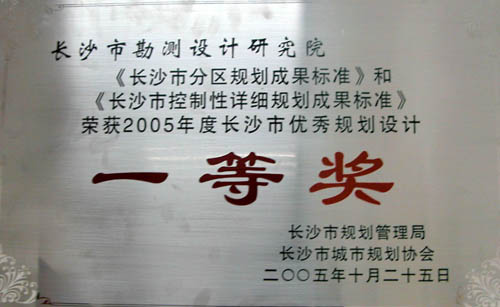 长沙市勘测设计研究院
《长沙市分区规划成果标准》和
《长沙市控制性详细规划成果标准》
荣获2005年度长沙市优秀规划设计
一等奖
长沙市规划管理局
长沙市城市规划协会
二〇〇五年十月二十五日